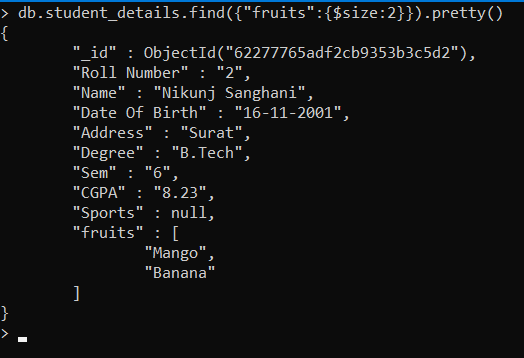 > db.student_details.find({"fruits":{$size:2}}).pretty()
{
        "_id" : ObjectId("62277765adf2cb9353b3c5d2"),
        "Roll Number" : "2",
        "Name" : "Nikunj Sanghani",
        "Date Of Birth" : "16-11-2001",
        "Address" : "Surat",
        "Degree" : "B.Tech",
        "Sem" : "6",
        "CGPA" : "8.23",
        "Sports" : null,
        "fruits" : [
                "Mango",
                "Banana"
        ]
}
>